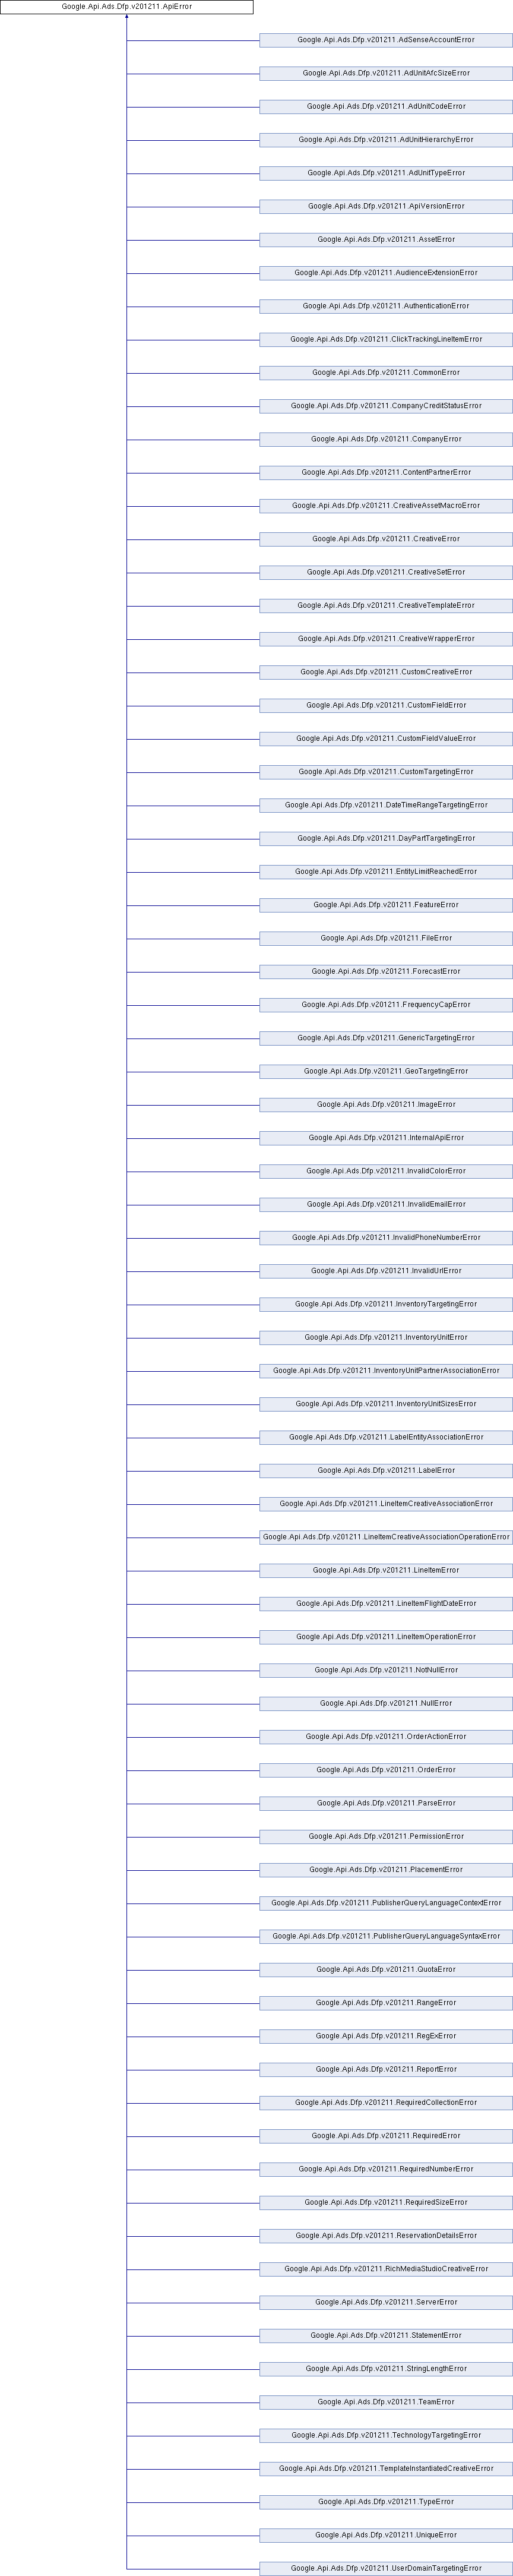 Google.Api.Ads.Dfp.v201211.ApiError
Google.Api.Ads.Dfp.v201211.AdSenseAccountError
Google.Api.Ads.Dfp.v201211.AdUnitAfcSizeError
Google.Api.Ads.Dfp.v201211.AdUnitCodeError
Google.Api.Ads.Dfp.v201211.AdUnitHierarchyError
Google.Api.Ads.Dfp.v201211.AdUnitTypeError
Google.Api.Ads.Dfp.v201211.ApiVersionError
Google.Api.Ads.Dfp.v201211.AssetError
Google.Api.Ads.Dfp.v201211.AudienceExtensionError
Google.Api.Ads.Dfp.v201211.AuthenticationError
Google.Api.Ads.Dfp.v201211.ClickTrackingLineItemError
Google.Api.Ads.Dfp.v201211.CommonError
Google.Api.Ads.Dfp.v201211.CompanyCreditStatusError
Google.Api.Ads.Dfp.v201211.CompanyError
Google.Api.Ads.Dfp.v201211.ContentPartnerError
Google.Api.Ads.Dfp.v201211.CreativeAssetMacroError
Google.Api.Ads.Dfp.v201211.CreativeError
Google.Api.Ads.Dfp.v201211.CreativeSetError
Google.Api.Ads.Dfp.v201211.CreativeTemplateError
Google.Api.Ads.Dfp.v201211.CreativeWrapperError
Google.Api.Ads.Dfp.v201211.CustomCreativeError
Google.Api.Ads.Dfp.v201211.CustomFieldError
Google.Api.Ads.Dfp.v201211.CustomFieldValueError
Google.Api.Ads.Dfp.v201211.CustomTargetingError
Google.Api.Ads.Dfp.v201211.DateTimeRangeTargetingError
Google.Api.Ads.Dfp.v201211.DayPartTargetingError
Google.Api.Ads.Dfp.v201211.EntityLimitReachedError
Google.Api.Ads.Dfp.v201211.FeatureError
Google.Api.Ads.Dfp.v201211.FileError
Google.Api.Ads.Dfp.v201211.ForecastError
Google.Api.Ads.Dfp.v201211.FrequencyCapError
Google.Api.Ads.Dfp.v201211.GenericTargetingError
Google.Api.Ads.Dfp.v201211.GeoTargetingError
Google.Api.Ads.Dfp.v201211.ImageError
Google.Api.Ads.Dfp.v201211.InternalApiError
Google.Api.Ads.Dfp.v201211.InvalidColorError
Google.Api.Ads.Dfp.v201211.InvalidEmailError
Google.Api.Ads.Dfp.v201211.InvalidPhoneNumberError
Google.Api.Ads.Dfp.v201211.InvalidUrlError
Google.Api.Ads.Dfp.v201211.InventoryTargetingError
Google.Api.Ads.Dfp.v201211.InventoryUnitError
Google.Api.Ads.Dfp.v201211.InventoryUnitPartnerAssociationError
Google.Api.Ads.Dfp.v201211.InventoryUnitSizesError
Google.Api.Ads.Dfp.v201211.LabelEntityAssociationError
Google.Api.Ads.Dfp.v201211.LabelError
Google.Api.Ads.Dfp.v201211.LineItemCreativeAssociationError
Google.Api.Ads.Dfp.v201211.LineItemCreativeAssociationOperationError
Google.Api.Ads.Dfp.v201211.LineItemError
Google.Api.Ads.Dfp.v201211.LineItemFlightDateError
Google.Api.Ads.Dfp.v201211.LineItemOperationError
Google.Api.Ads.Dfp.v201211.NotNullError
Google.Api.Ads.Dfp.v201211.NullError
Google.Api.Ads.Dfp.v201211.OrderActionError
Google.Api.Ads.Dfp.v201211.OrderError
Google.Api.Ads.Dfp.v201211.ParseError
Google.Api.Ads.Dfp.v201211.PermissionError
Google.Api.Ads.Dfp.v201211.PlacementError
Google.Api.Ads.Dfp.v201211.PublisherQueryLanguageContextError
Google.Api.Ads.Dfp.v201211.PublisherQueryLanguageSyntaxError
Google.Api.Ads.Dfp.v201211.QuotaError
Google.Api.Ads.Dfp.v201211.RangeError
Google.Api.Ads.Dfp.v201211.RegExError
Google.Api.Ads.Dfp.v201211.ReportError
Google.Api.Ads.Dfp.v201211.RequiredCollectionError
Google.Api.Ads.Dfp.v201211.RequiredError
Google.Api.Ads.Dfp.v201211.RequiredNumberError
Google.Api.Ads.Dfp.v201211.RequiredSizeError
Google.Api.Ads.Dfp.v201211.ReservationDetailsError
Google.Api.Ads.Dfp.v201211.RichMediaStudioCreativeError
Google.Api.Ads.Dfp.v201211.ServerError
Google.Api.Ads.Dfp.v201211.StatementError
Google.Api.Ads.Dfp.v201211.StringLengthError
Google.Api.Ads.Dfp.v201211.TeamError
Google.Api.Ads.Dfp.v201211.TechnologyTargetingError
Google.Api.Ads.Dfp.v201211.TemplateInstantiatedCreativeError
Google.Api.Ads.Dfp.v201211.TypeError
Google.Api.Ads.Dfp.v201211.UniqueError
Google.Api.Ads.Dfp.v201211.UserDomainTargetingError